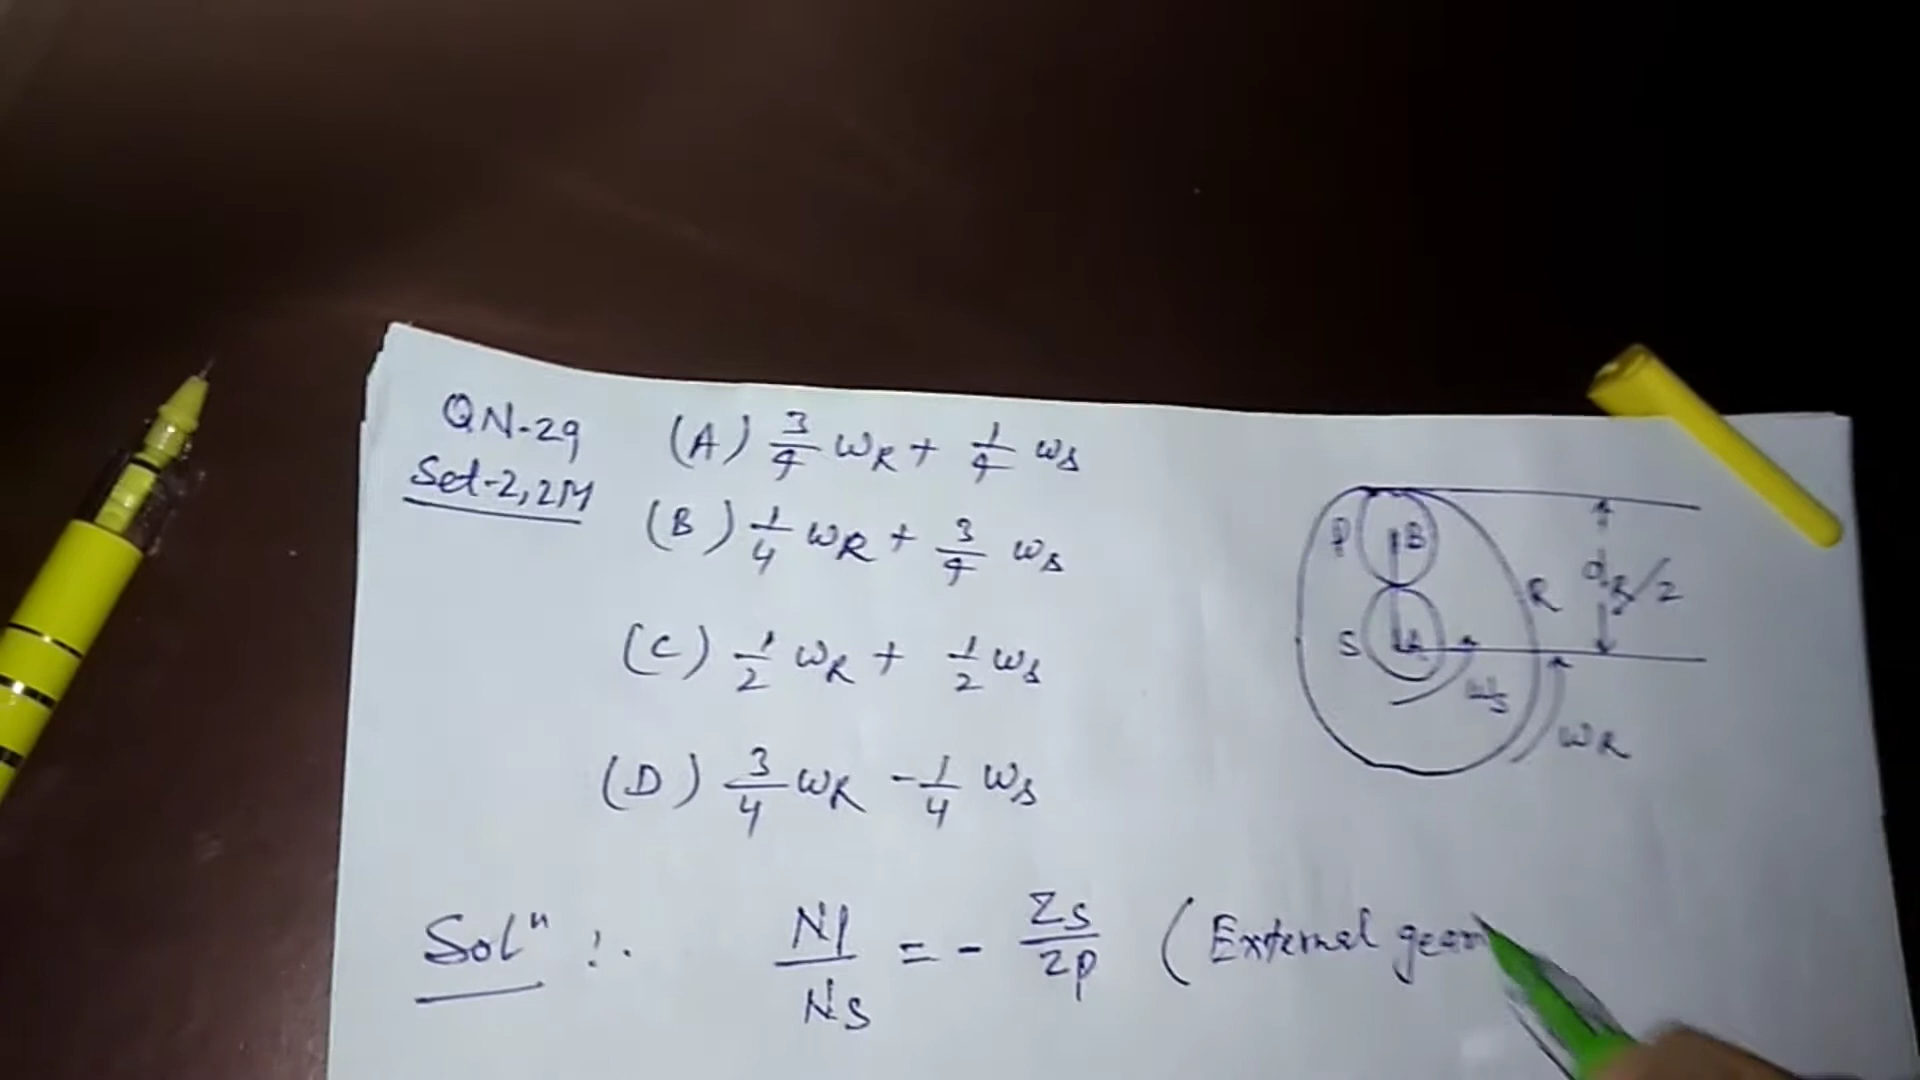 QN-29
Set-2, 2M
(A) 3/4 ωR + 1/4 ωs
(B) 1/4 ωR + 3/4 ωs
(C) 1/2 ωR + 1/2 ωs
(D) 3/4 ωR - 1/4 ωs
P
B
R
dR/2
S
A
ωs
ωR
Solⁿ :. NP/NS = - ZS/ZP (External gear